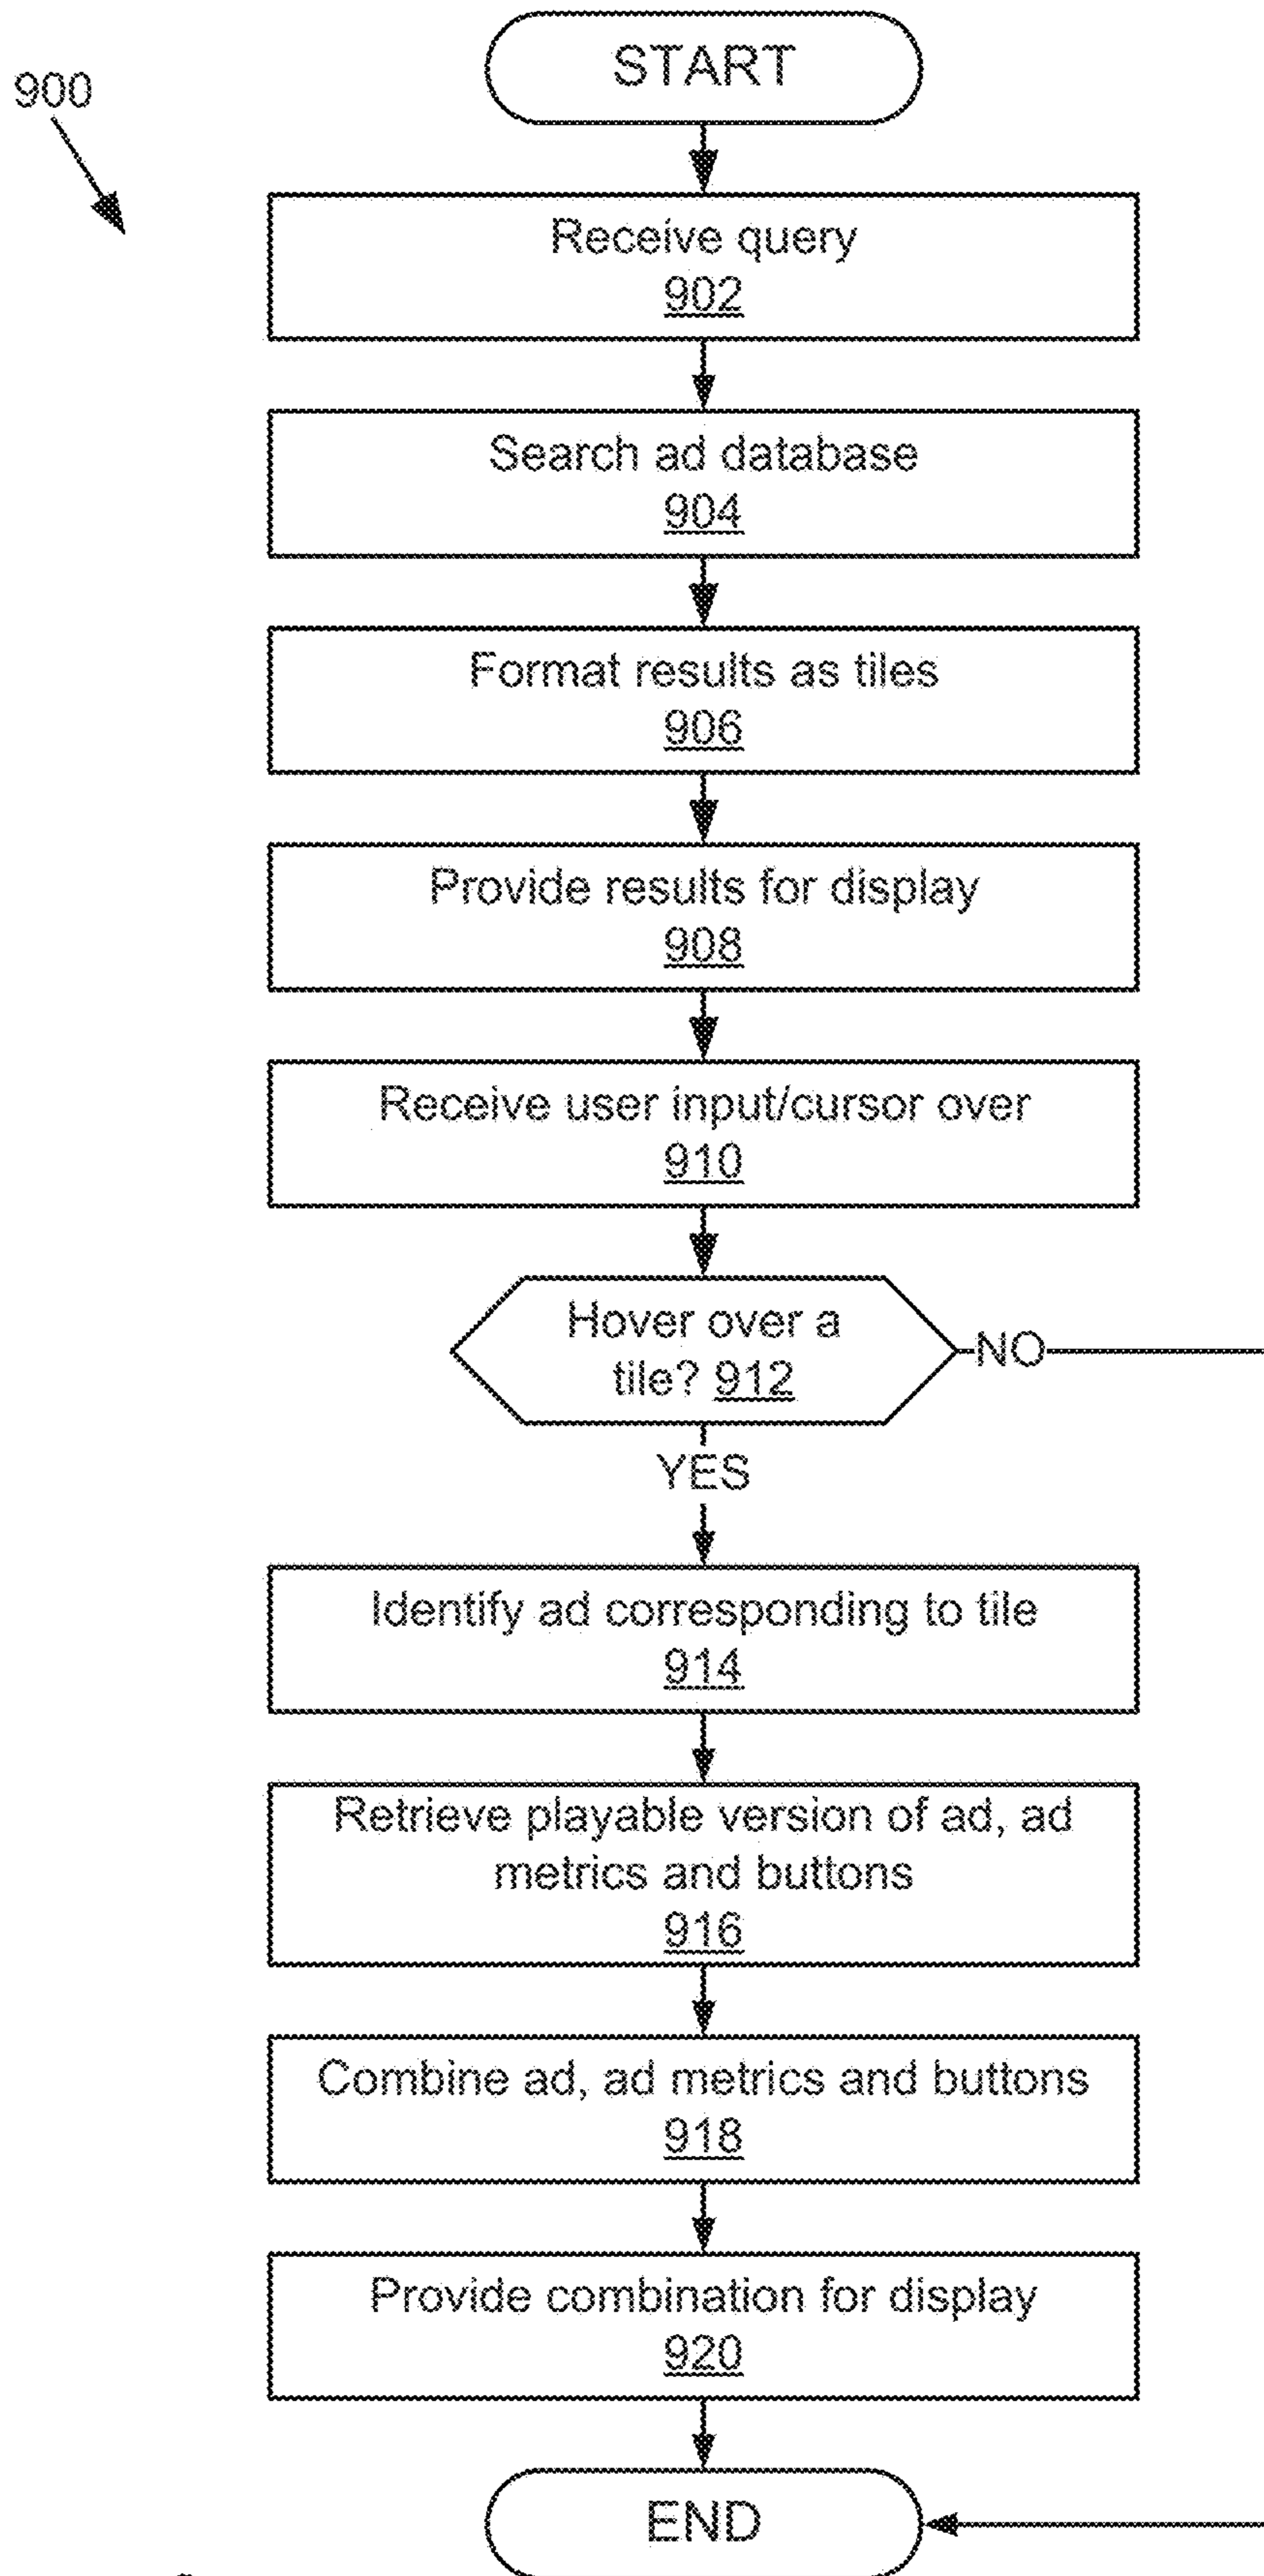 START
900
Receive query
902
Search ad database
904
Format results as tiles
906
Provide results for display
908
Receive user input/cursor over
910
Hover over a
tile? 912
NO
YES
Identify ad corresponding to tile
914
Retrieve playable version of ad, ad
metrics and buttons
916
Combine ad, ad metrics and buttons
918
Provide combination for display
920
END